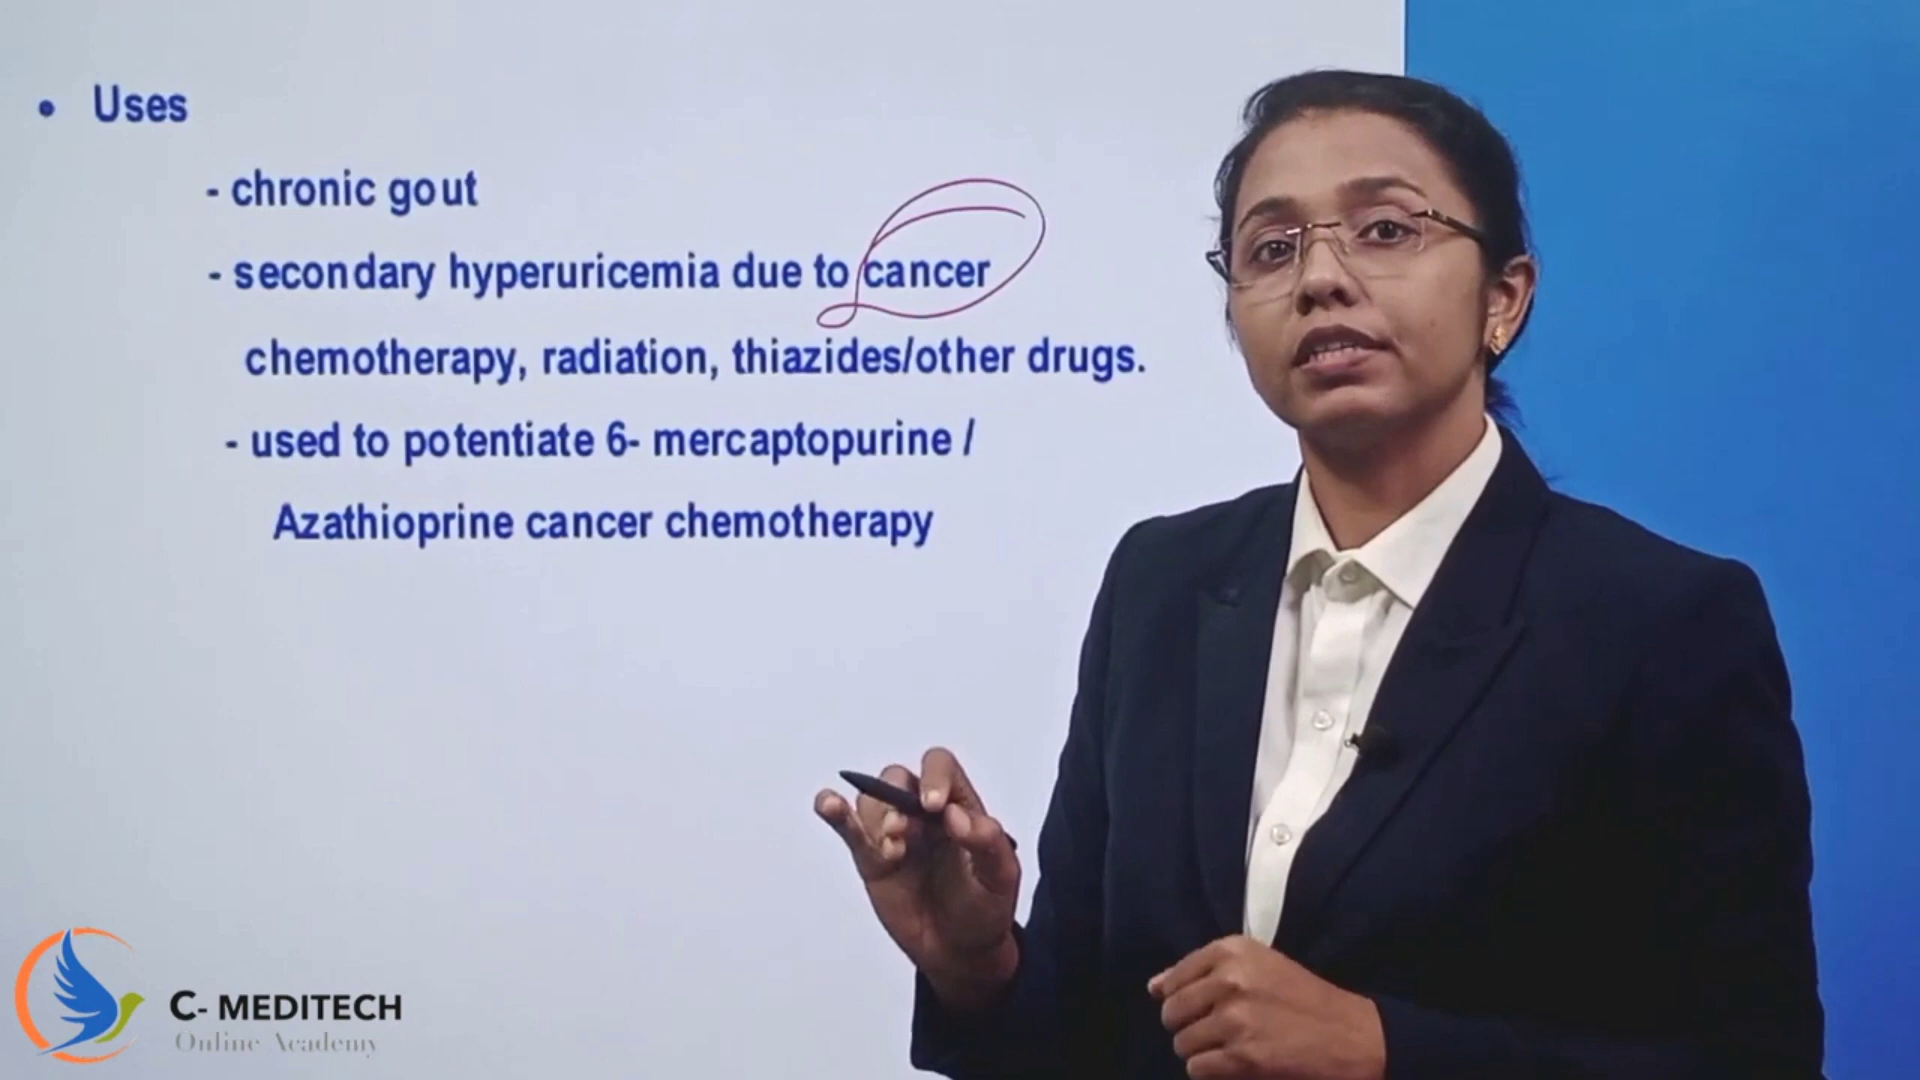 • Uses
- chronic gout
- secondary hyperuricemia due to cancer
chemotherapy, radiation, thiazides/other drugs.
- used to potentiate 6- mercaptopurine /
Azathioprine cancer chemotherapy
C- MEDITECH
Online Academy